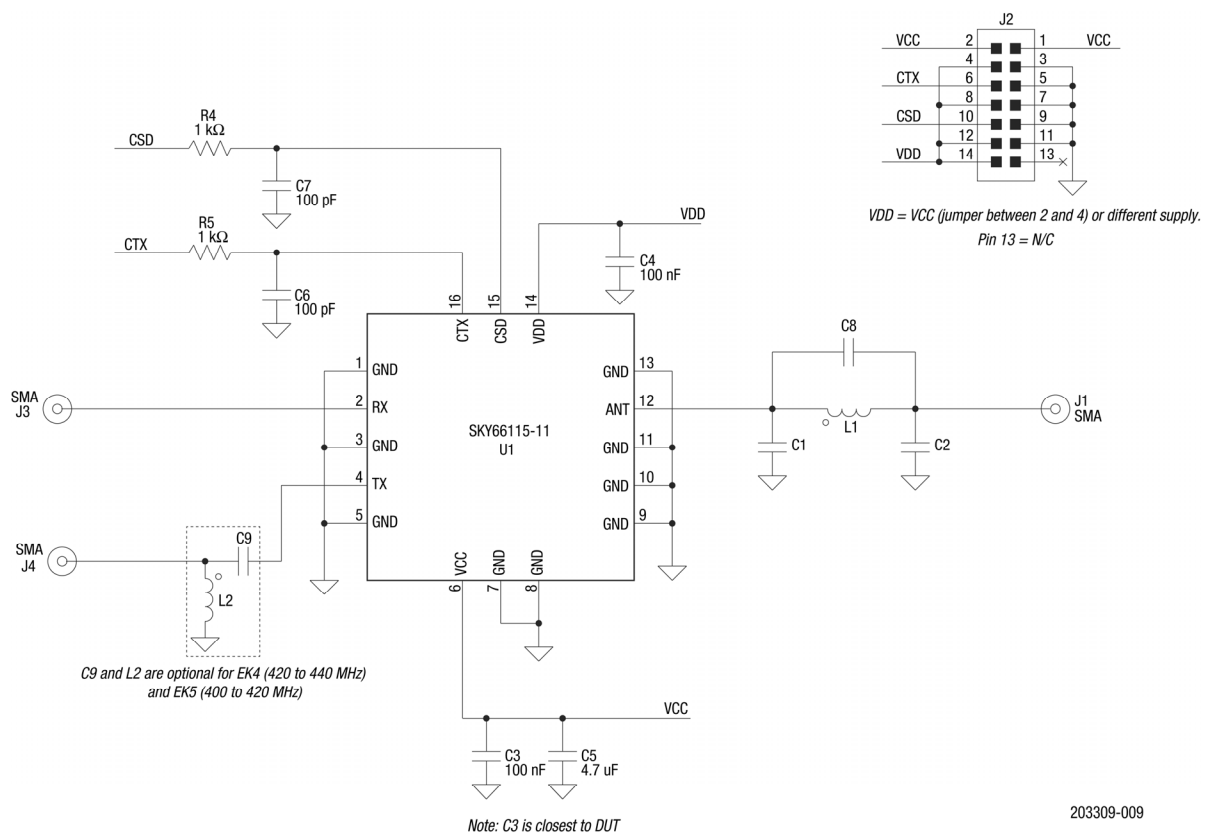 J2
VCC 2 1 VCC
4 3
CTX 6 5
8 7
CSD 10 9
12 11
VDD 14 13
VDD = VCC (jumper between 2 and 4) or different supply.
Pin 13 = N/C
R4
1 kΩ
CSD
C7
100 pF
R5
1 kΩ
CTX
C6
100 pF
VDD
C4
100 nF
16 15 14
CTX CSD VDD
1 GND
SMA
J3
2 RX
3 GND
4 TX
5 GND
SKY66115-11
U1
GND 13
ANT 12
GND 11
GND 10
GND 9
VCC GND GND
6 7 8
C8
L1
C1
C2
J1
SMA
SMA
J4
C9
L2
C9 and L2 are optional for EK4 (420 to 440 MHz)
and EK5 (400 to 420 MHz)
VCC
C3
100 nF
C5
4.7 uF
Note: C3 is closest to DUT
203309-009